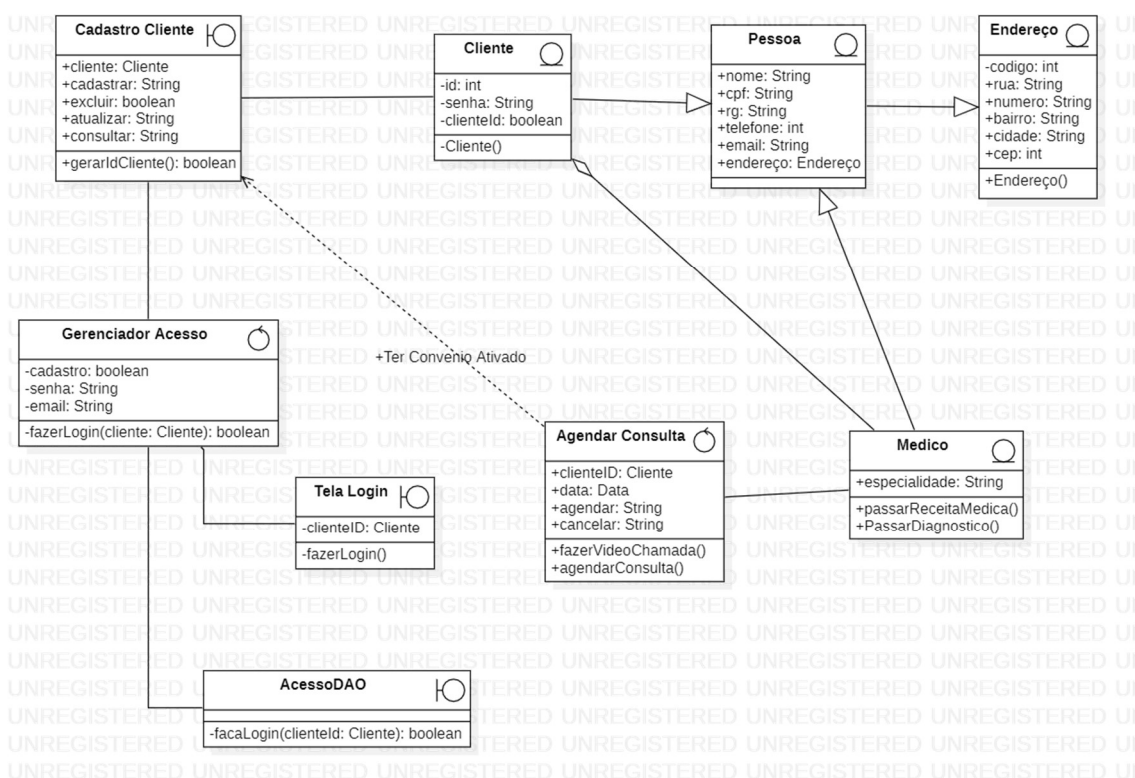 Cadastro Cliente
+cliente: Cliente
+cadastrar: String
+excluir: boolean
+atualizar: String
+consultar: String
+gerarIdCliente(): boolean
Cliente
-id: int
-senha: String
-clienteId: boolean
-Cliente()
Pessoa
+nome: String
+cpf: String
+rg: String
+telefone: int
+email: String
+endereço: Endereço
Endereço
-codigo: int
+rua: String
+numero: String
+bairro: String
+cidade: String
+cep: int
+Endereço()
Gerenciador Acesso
-cadastro: boolean
-senha: String
-email: String
-fazerLogin(cliente: Cliente): boolean
+Ter Convenio Ativado
Tela Login
-clienteID: Cliente
-fazerLogin()
Agendar Consulta
+clienteID: Cliente
+data: Data
+agendar: String
+cancelar: String
+fazerVideoChamada()
+agendarConsulta()
Medico
+especialidade: String
+passarReceitaMedica()
+PassarDiagnostico()
AcessoDAO
-facaLogin(clienteId: Cliente): boolean
UNREGISTERED